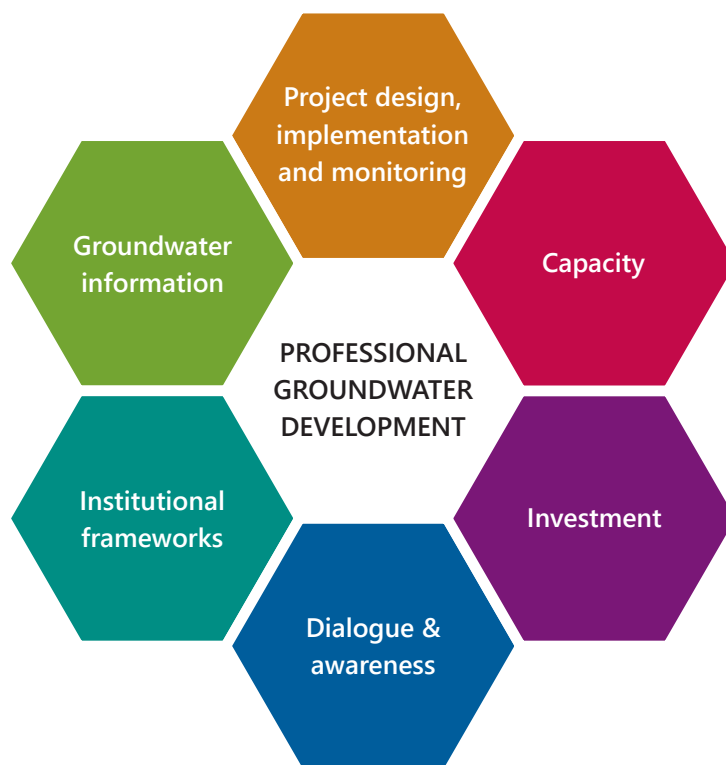 Project design,
implementation
and monitoring
Groundwater
information
Capacity
PROFESSIONAL
GROUNDWATER
DEVELOPMENT
Institutional
frameworks
Investment
Dialogue &
awareness